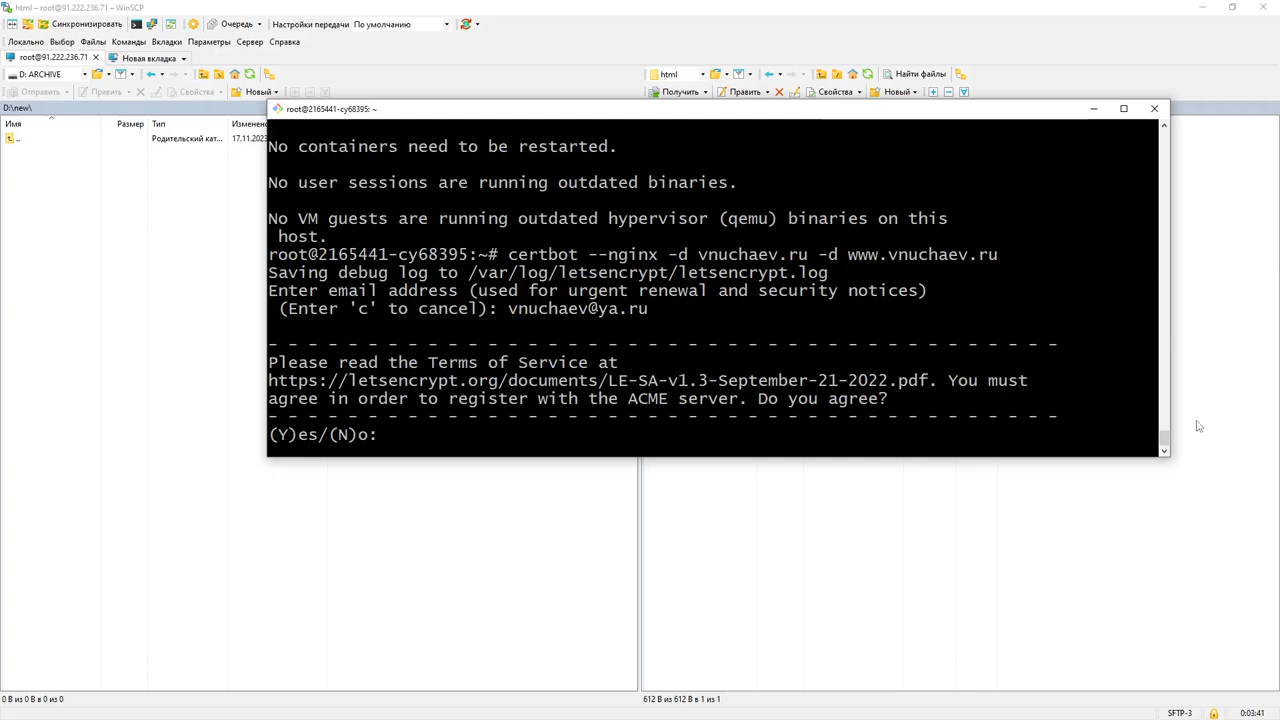 html – root@91.222.236.71 – WinSCP
Синхронизировать
Очередь
Настройки передачи По умолчанию
Локально Выбор Файлы Команды Вкладки Параметры Сервер Справка
root@91.222.236.71 Новая вкладка
D: ARCHIVE
html Найти файлы
Отправить Править Свойства Новый
Получить Править Свойства Новый
D:\new\
Имя Размер Тип Изменено
.. Родительский кат... 17.11.2023
root@2165441-cy68395: ~
No containers need to be restarted.
No user sessions are running outdated binaries.
No VM guests are running outdated hypervisor (qemu) binaries on this
host.
root@2165441-cy68395:~# certbot --nginx -d vnuchaev.ru -d www.vnuchaev.ru
Saving debug log to /var/log/letsencrypt/letsencrypt.log
Enter email address (used for urgent renewal and security notices)
(Enter 'c' to cancel): vnuchaev@ya.ru
- - - - - - - - - - - - - - - - - - - - - - - - - - - - - - - - - - - - - - - -
Please read the Terms of Service at
https://letsencrypt.org/documents/LE-SA-v1.3-September-21-2022.pdf. You must
agree in order to register with the ACME server. Do you agree?
- - - - - - - - - - - - - - - - - - - - - - - - - - - - - - - - - - - - - - - -
(Y)es/(N)o:
0 B из 0 B в 0 из 0
612 B из 612 B в 1 из 1
SFTP-3 0:03:41